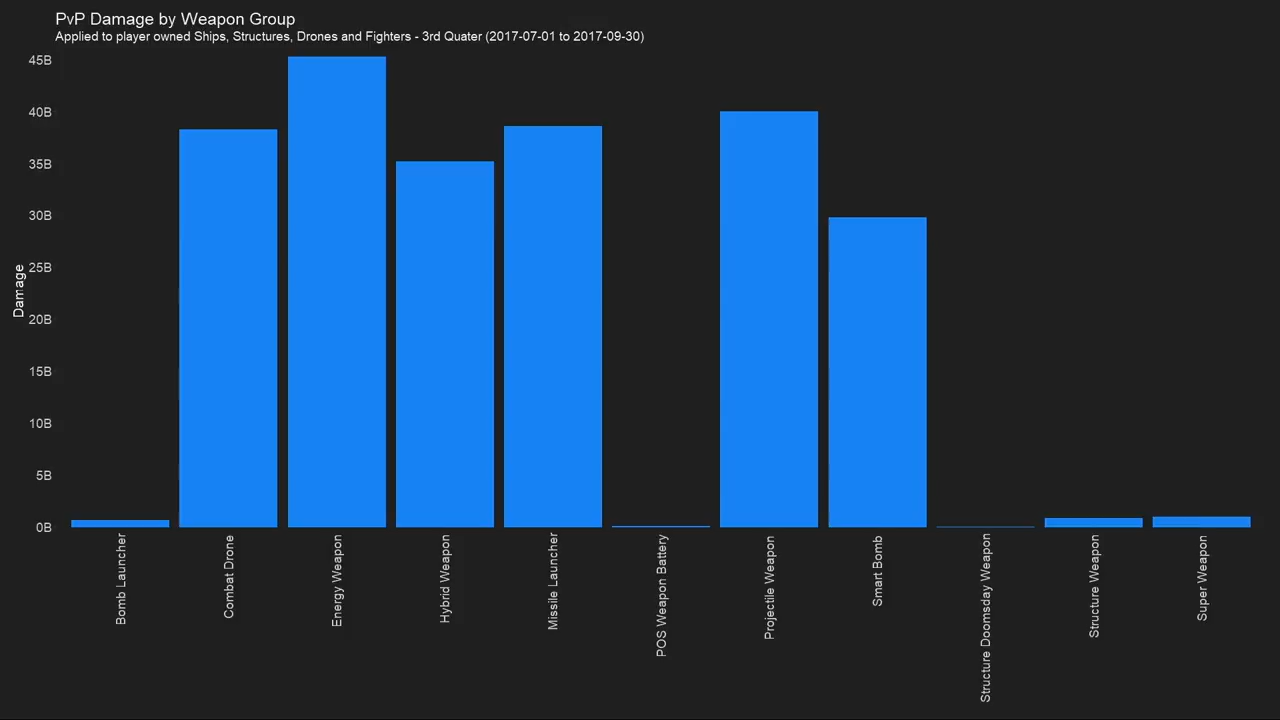 PvP Damage by Weapon Group
Applied to player owned Ships, Structures, Drones and Fighters - 3rd Quater (2017-07-01 to 2017-09-30)
45B
40B
35B
30B
25B
20B
15B
10B
5B
0B
Damage
Bomb Launcher
Combat Drone
Energy Weapon
Hybrid Weapon
Missile Launcher
POS Weapon Battery
Projectile Weapon
Smart Bomb
Structure Doomsday Weapon
Structure Weapon
Super Weapon